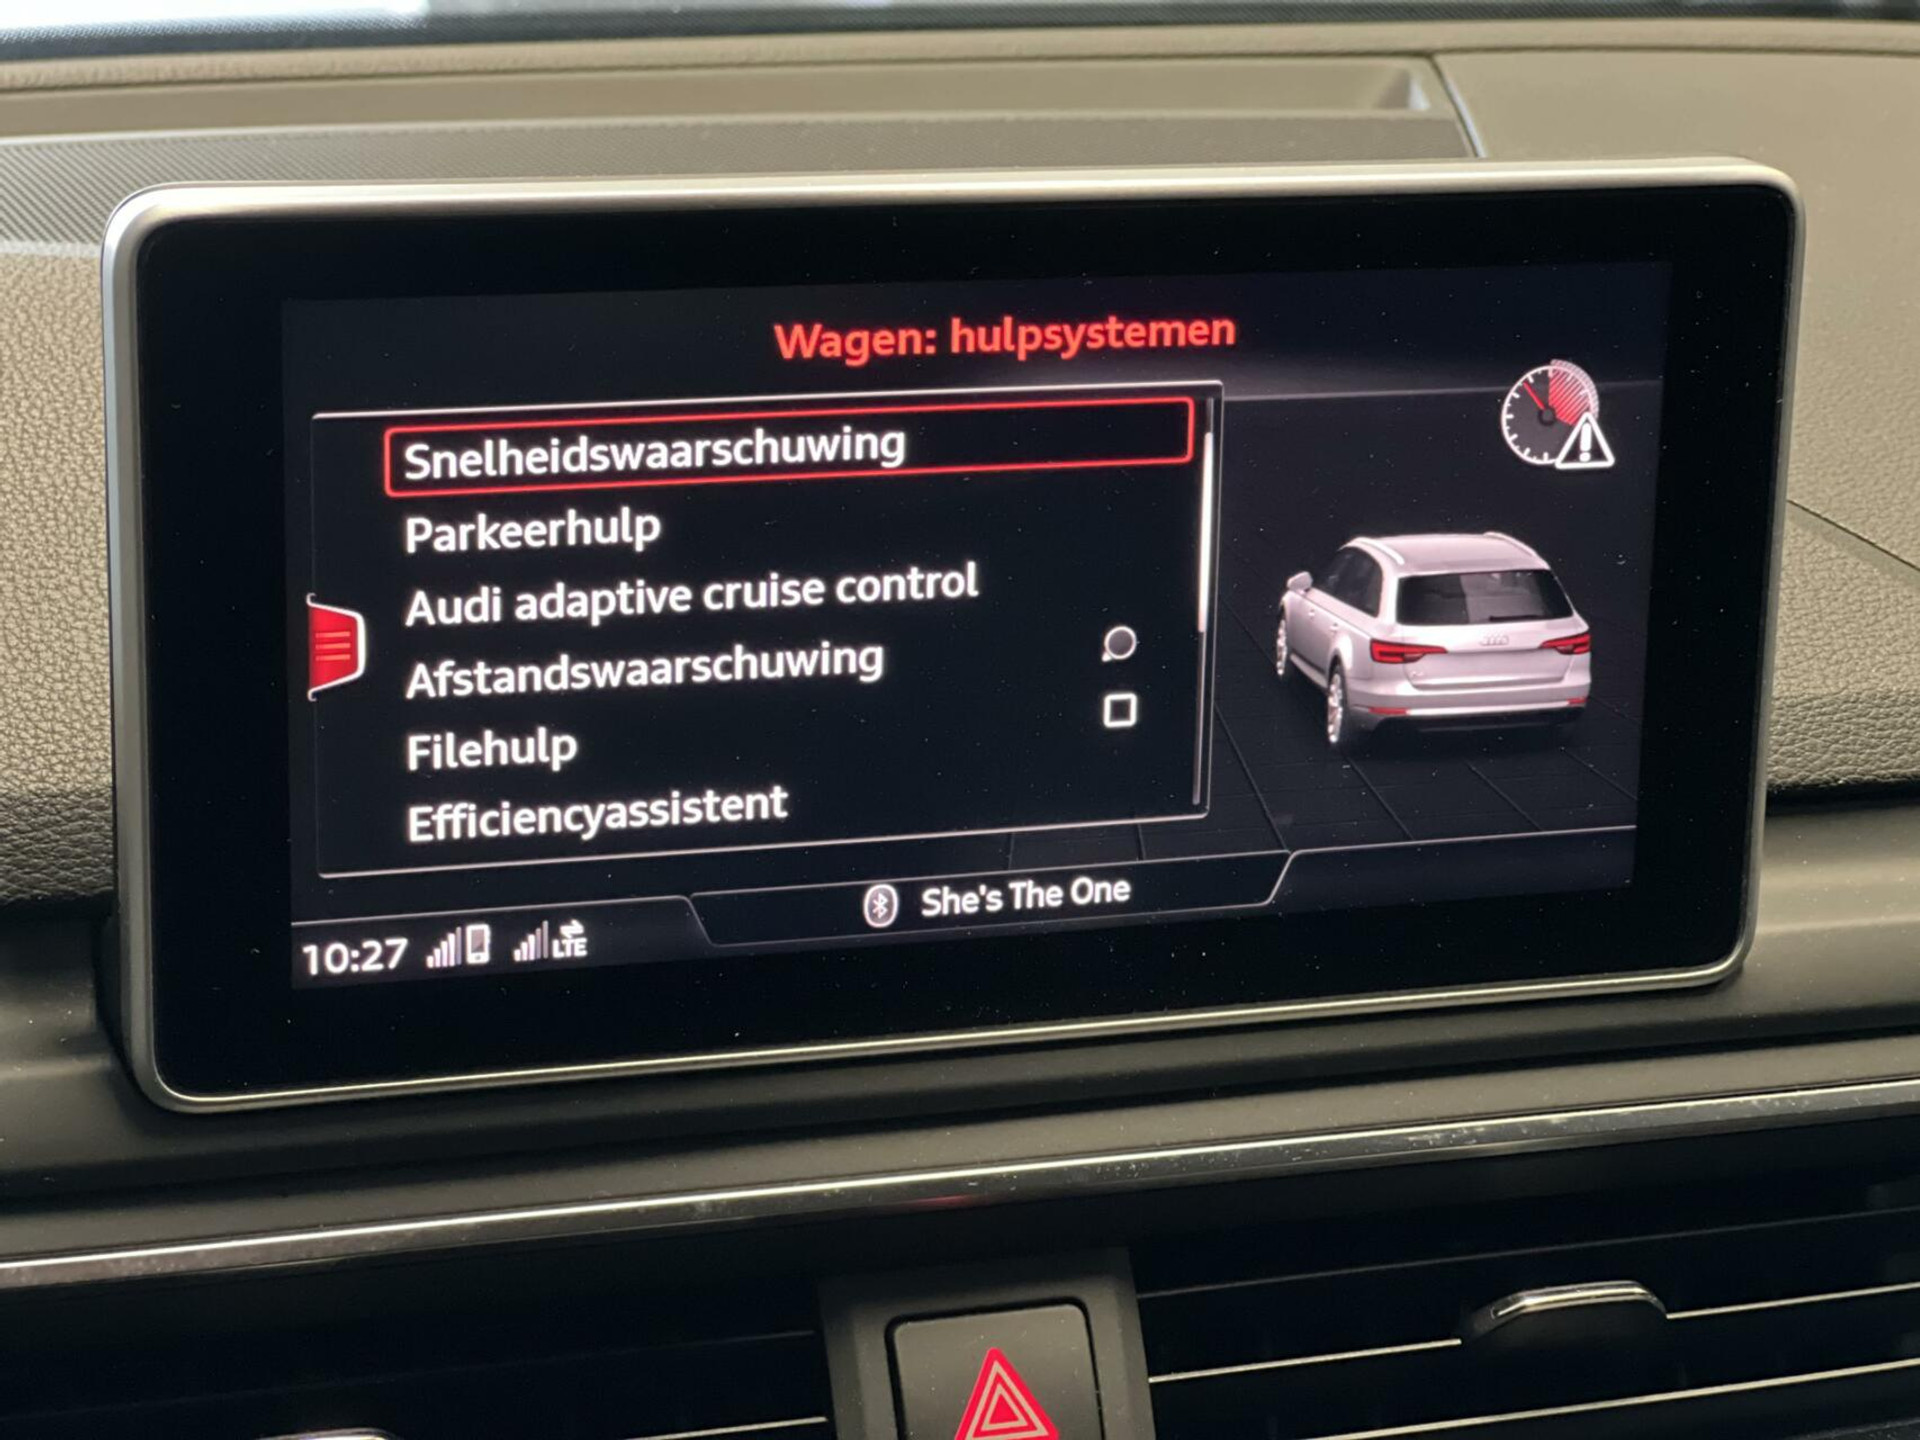 Wagen: hulpsystemen
Snelheidswaarschuwing
Parkeerhulp
Audi adaptive cruise control
Afstandswaarschuwing
Filehulp
Efficiencyassistent
She's The One
10:27
LTE